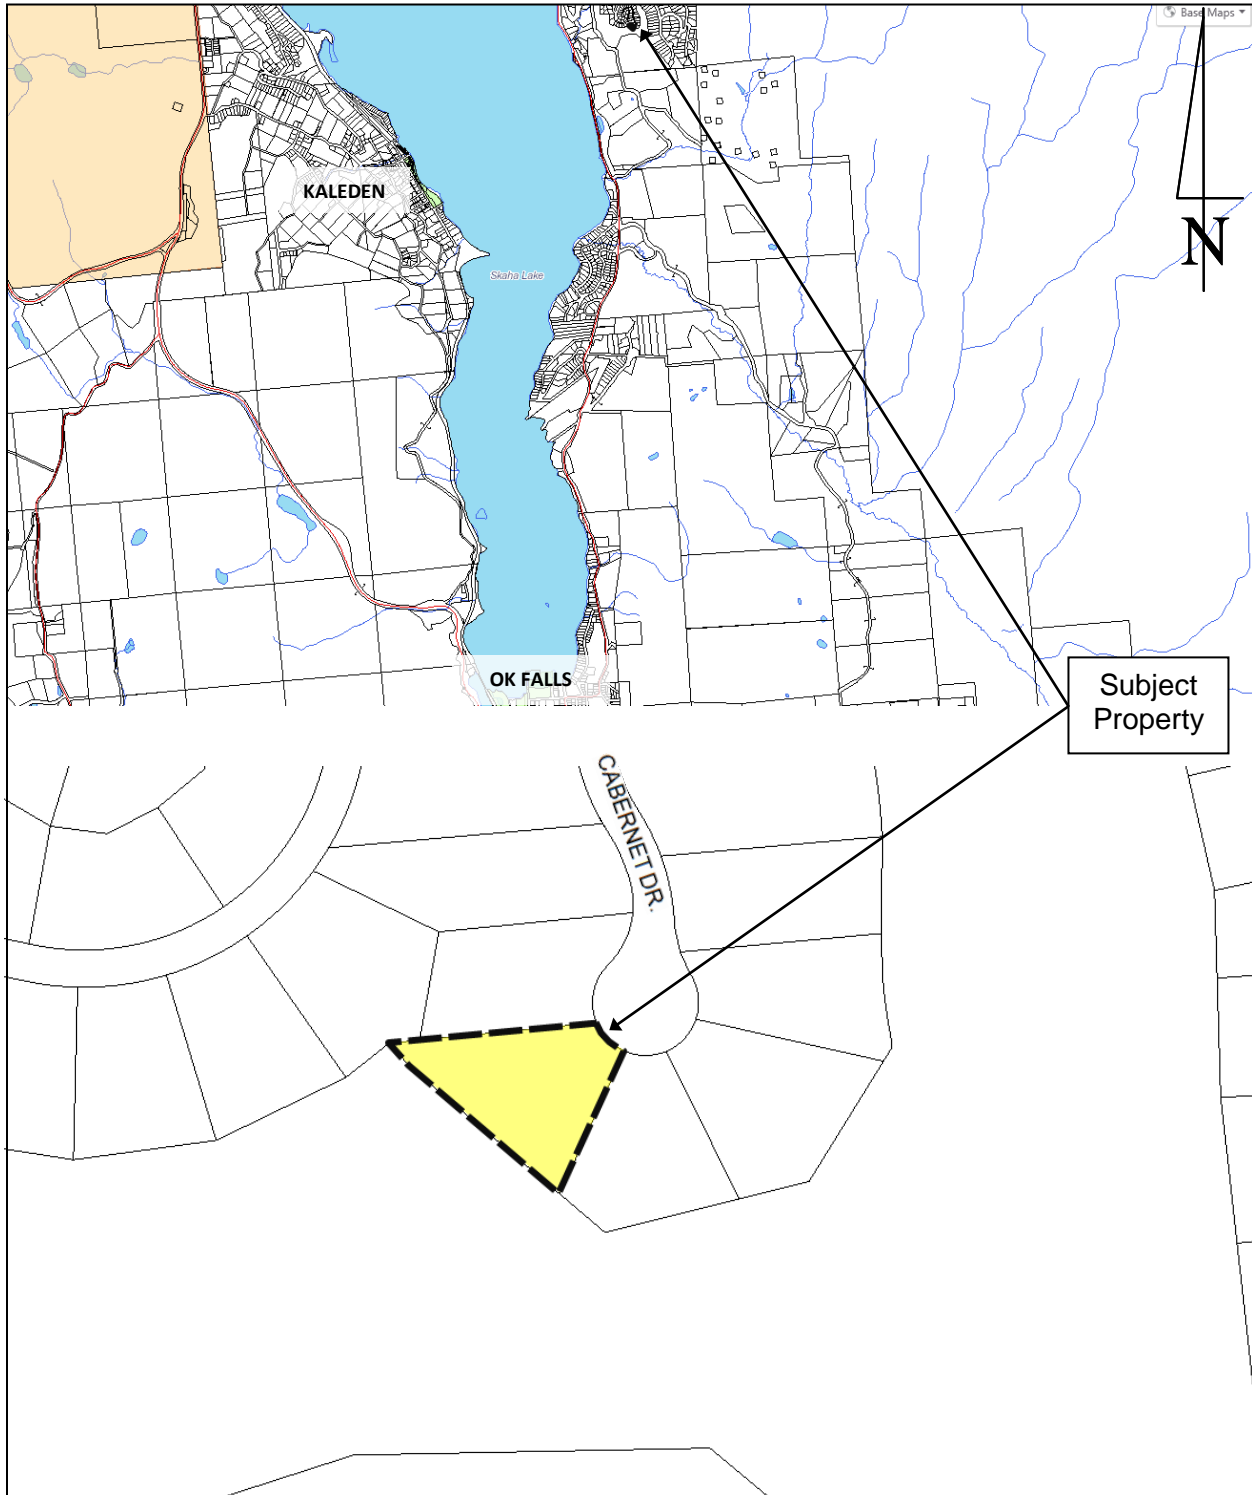 Base Maps
KALEDEN
N
Skaha Lake
OK FALLS
Subject
Property
CABERNET DR.